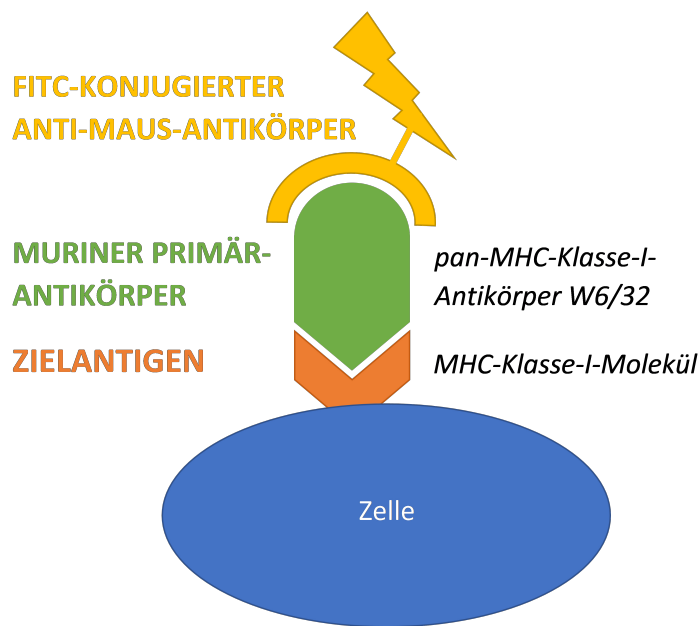 FITC-KONJUGIERTER
ANTI-MAUS-ANTIKÖRPER
MURINER PRIMÄR-
ANTIKÖRPER
pan-MHC-Klasse-I-
Antikörper W6/32
ZIELANTIGEN
MHC-Klasse-I-Molekül
Zelle